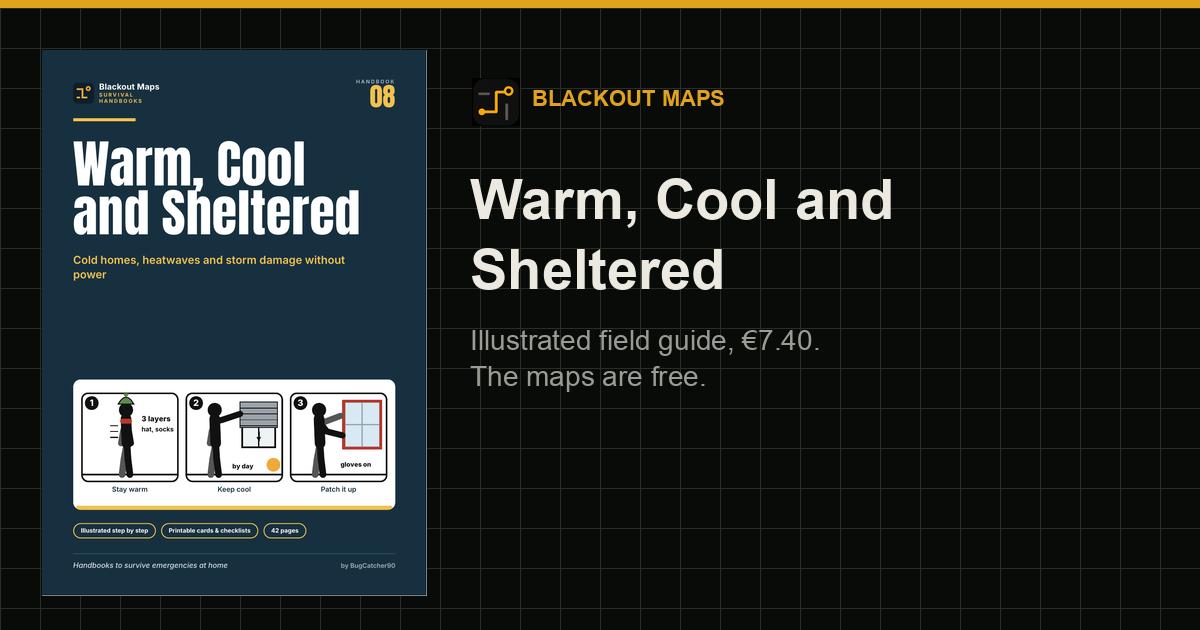 Blackout Maps
SURVIVAL
HANDBOOKS
HANDBOOK
08
Warm, Cool
and Sheltered
Cold homes, heatwaves and storm damage without
power
1
3 layers
hat, socks
Stay warm
2
by day
Keep cool
3
gloves on
Patch it up
Illustrated step by step
Printable cards & checklists
42 pages
Handbooks to survive emergencies at home
by BugCatcher90
BLACKOUT MAPS
Warm, Cool and
Sheltered
Illustrated field guide, €7.40.
The maps are free.